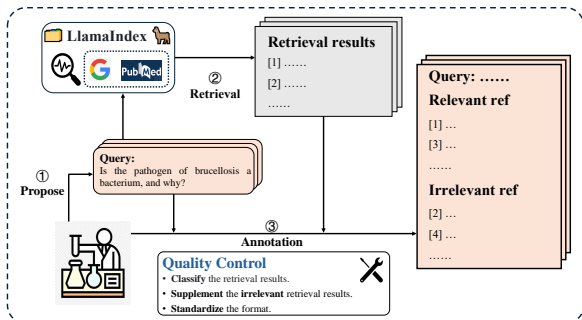 LlamaIndex
G PubMed
②
Retrieval
Retrieval results
[1] ……
[2] ……
……
①
Propose
Query:
Is the pathogen of brucellosis a
bacterium, and why?
③
Annotation
Quality Control
• Classify the retrieval results.
• Supplement the irrelevant retrieval results.
• Standardize the format.
Query: ……
Relevant ref
[1] …
[3] …
……
Irrelevant ref
[2] …
[4] …
……